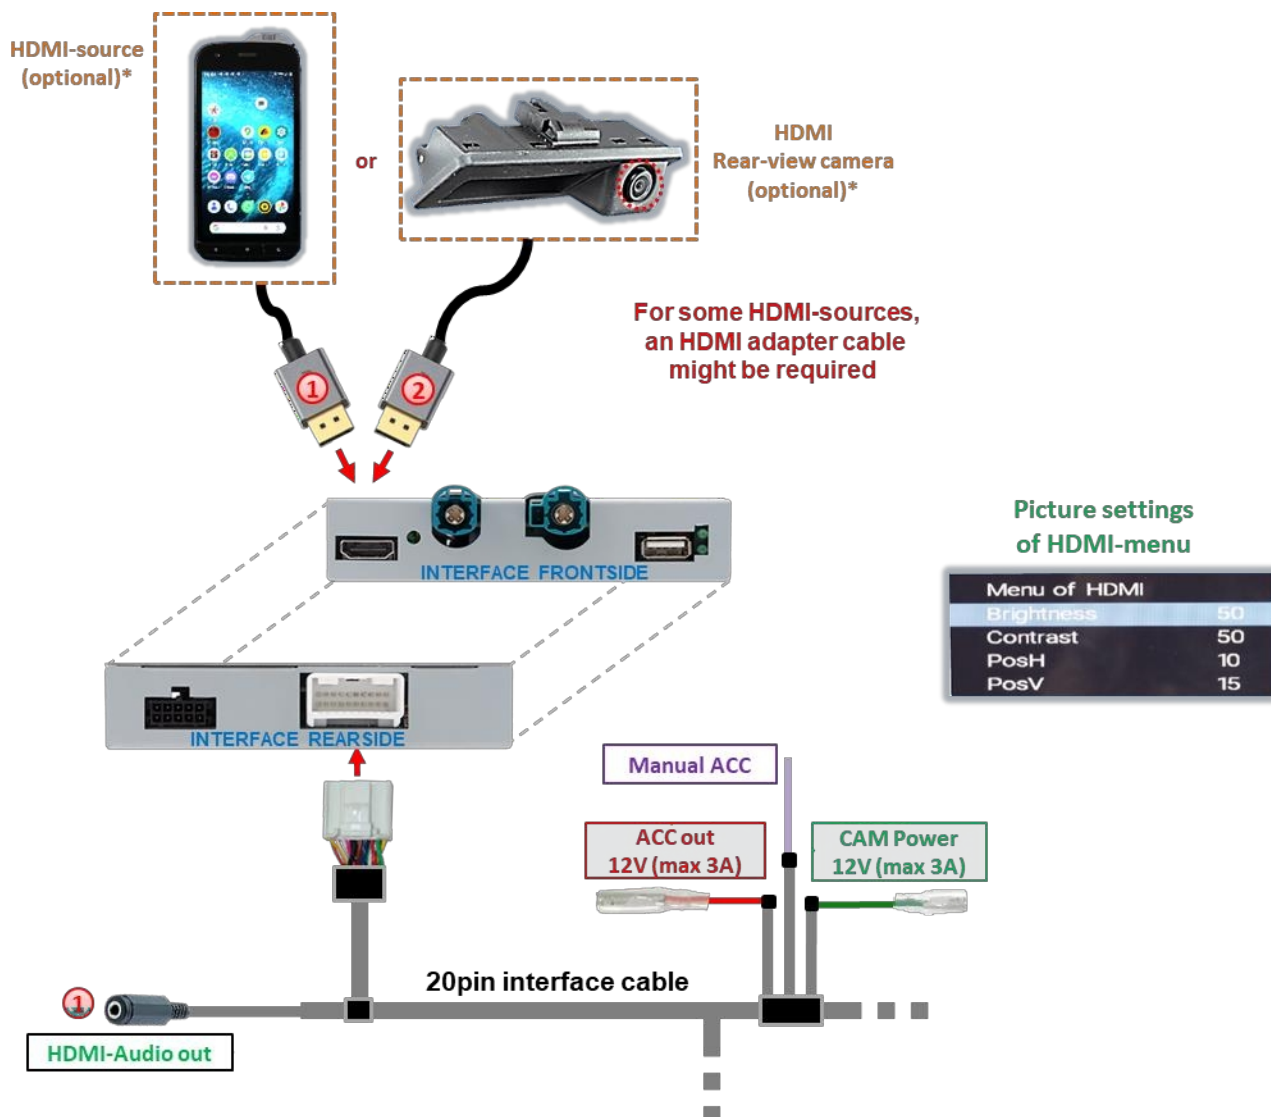 HDMI-source
(optional)*
or
HDMI
Rear-view camera
(optional)*
For some HDMI-sources,
an HDMI adapter cable
might be required
1
2
INTERFACE FRONTSIDE
Picture settings
of HDMI-menu
Menu of HDMI
Brightness 50
Contrast 50
PosH 10
PosV 15
INTERFACE REARSIDE
Manual ACC
ACC out
12V (max 3A)
CAM Power
12V (max 3A)
20pin interface cable
1
HDMI-Audio out